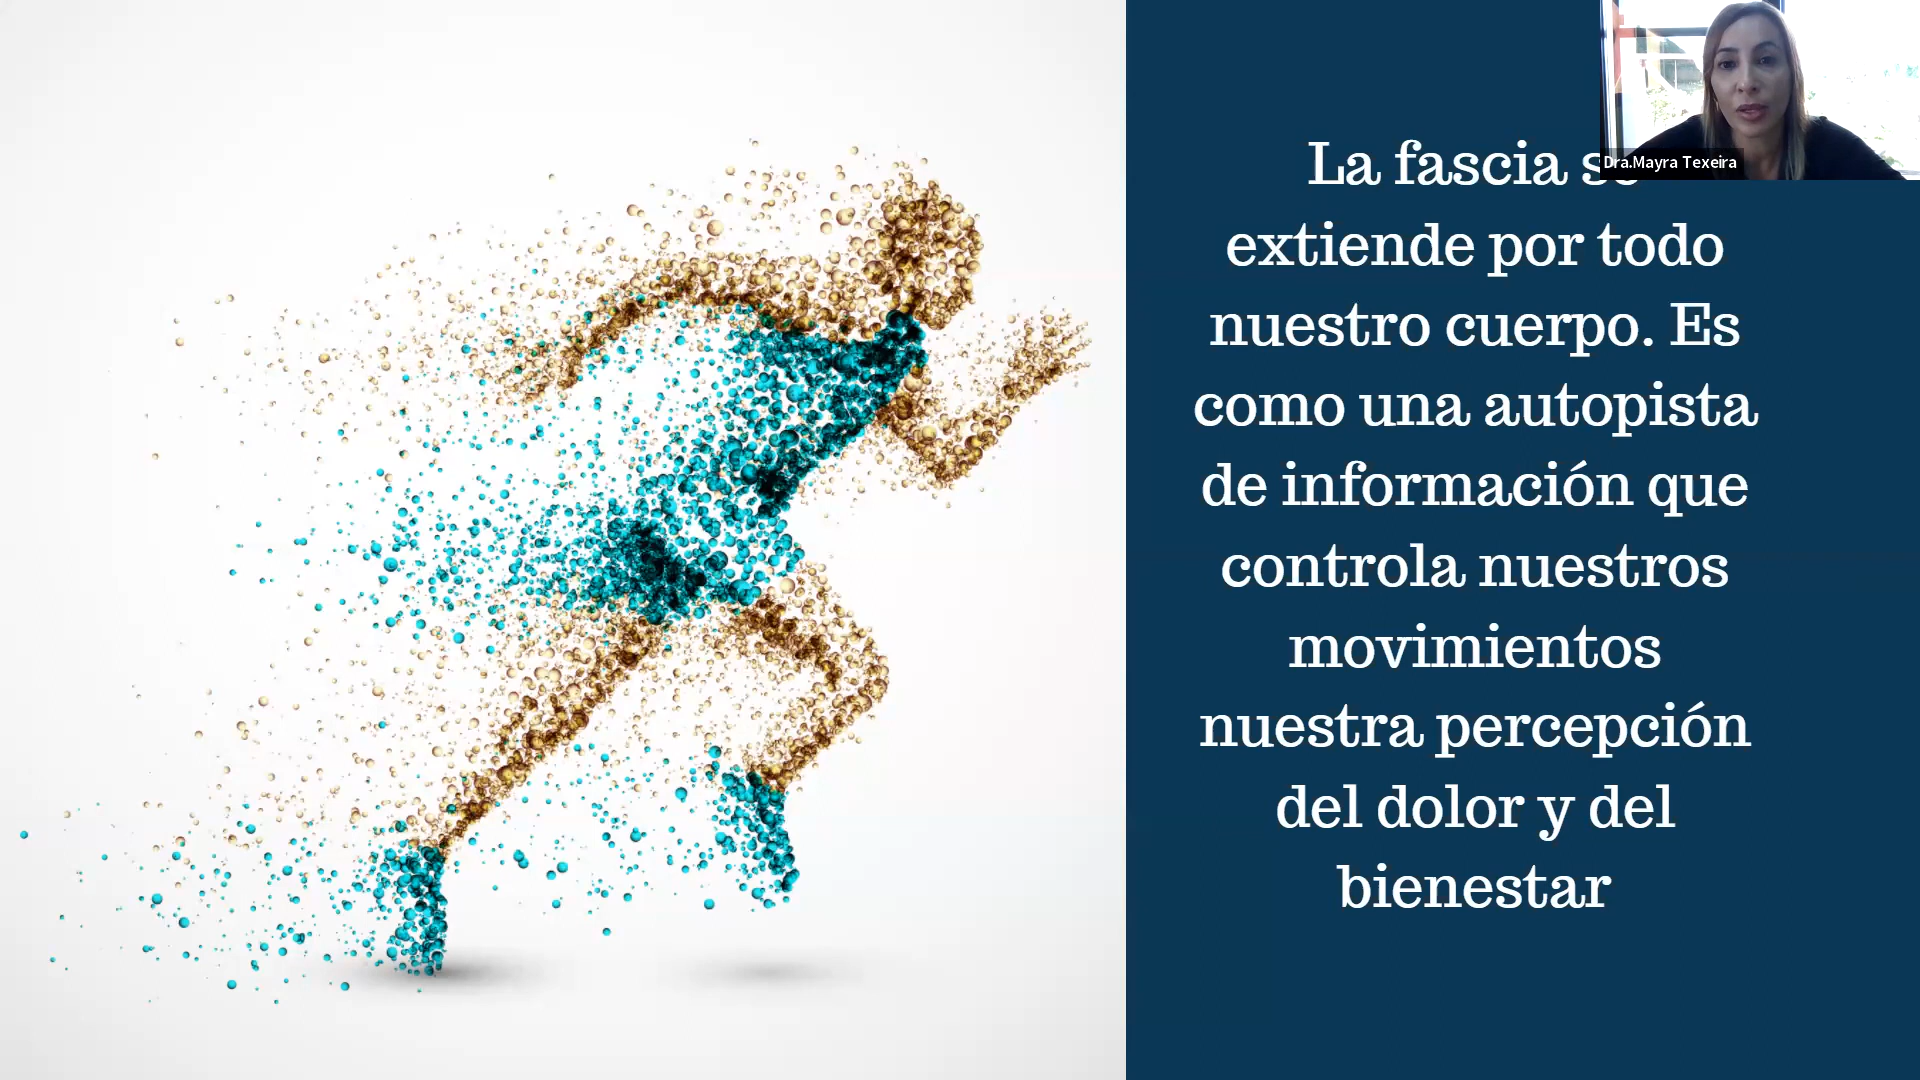 La fascia se
extiende por todo
nuestro cuerpo. Es
como una autopista
de información que
controla nuestros
movimientos
nuestra percepción
del dolor y del
bienestar
Dra.Mayra Texeira